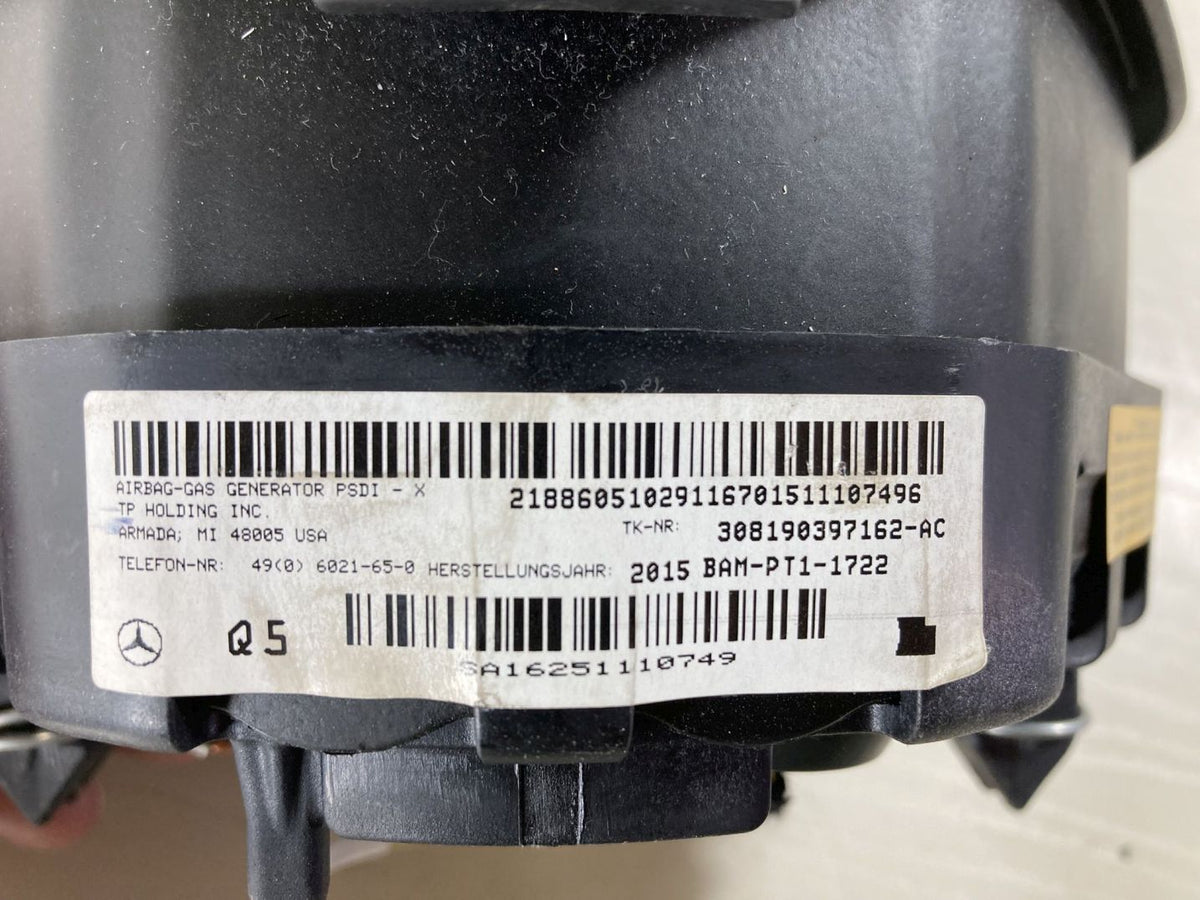 AIRBAG-GAS GENERATOR PSDI - X
21886051029116701511107496
TP HOLDING INC.
TK-NR: 308190397162-AC
ARMADA; MI 48005 USA
TELEFON-NR: 49(0) 6021-65-0 HERSTELLUNGSJAHR: 2015 BAM-PT1-1722
Q5
SA16251110749